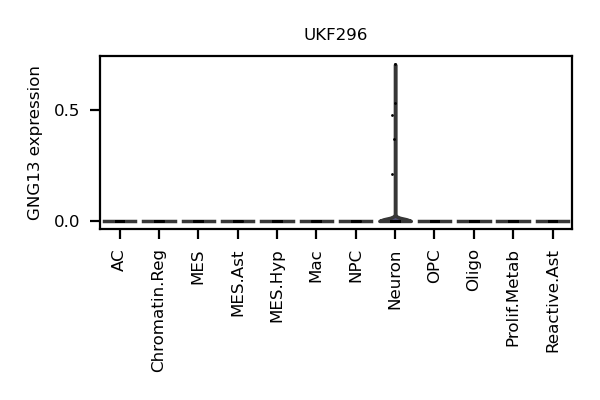 UKF296
GNG13 expression
0.5
0.0
AC
Chromatin.Reg
MES
MES.Ast
MES.Hyp
Mac
NPC
Neuron
OPC
Oligo
Prolif.Metab
Reactive.Ast